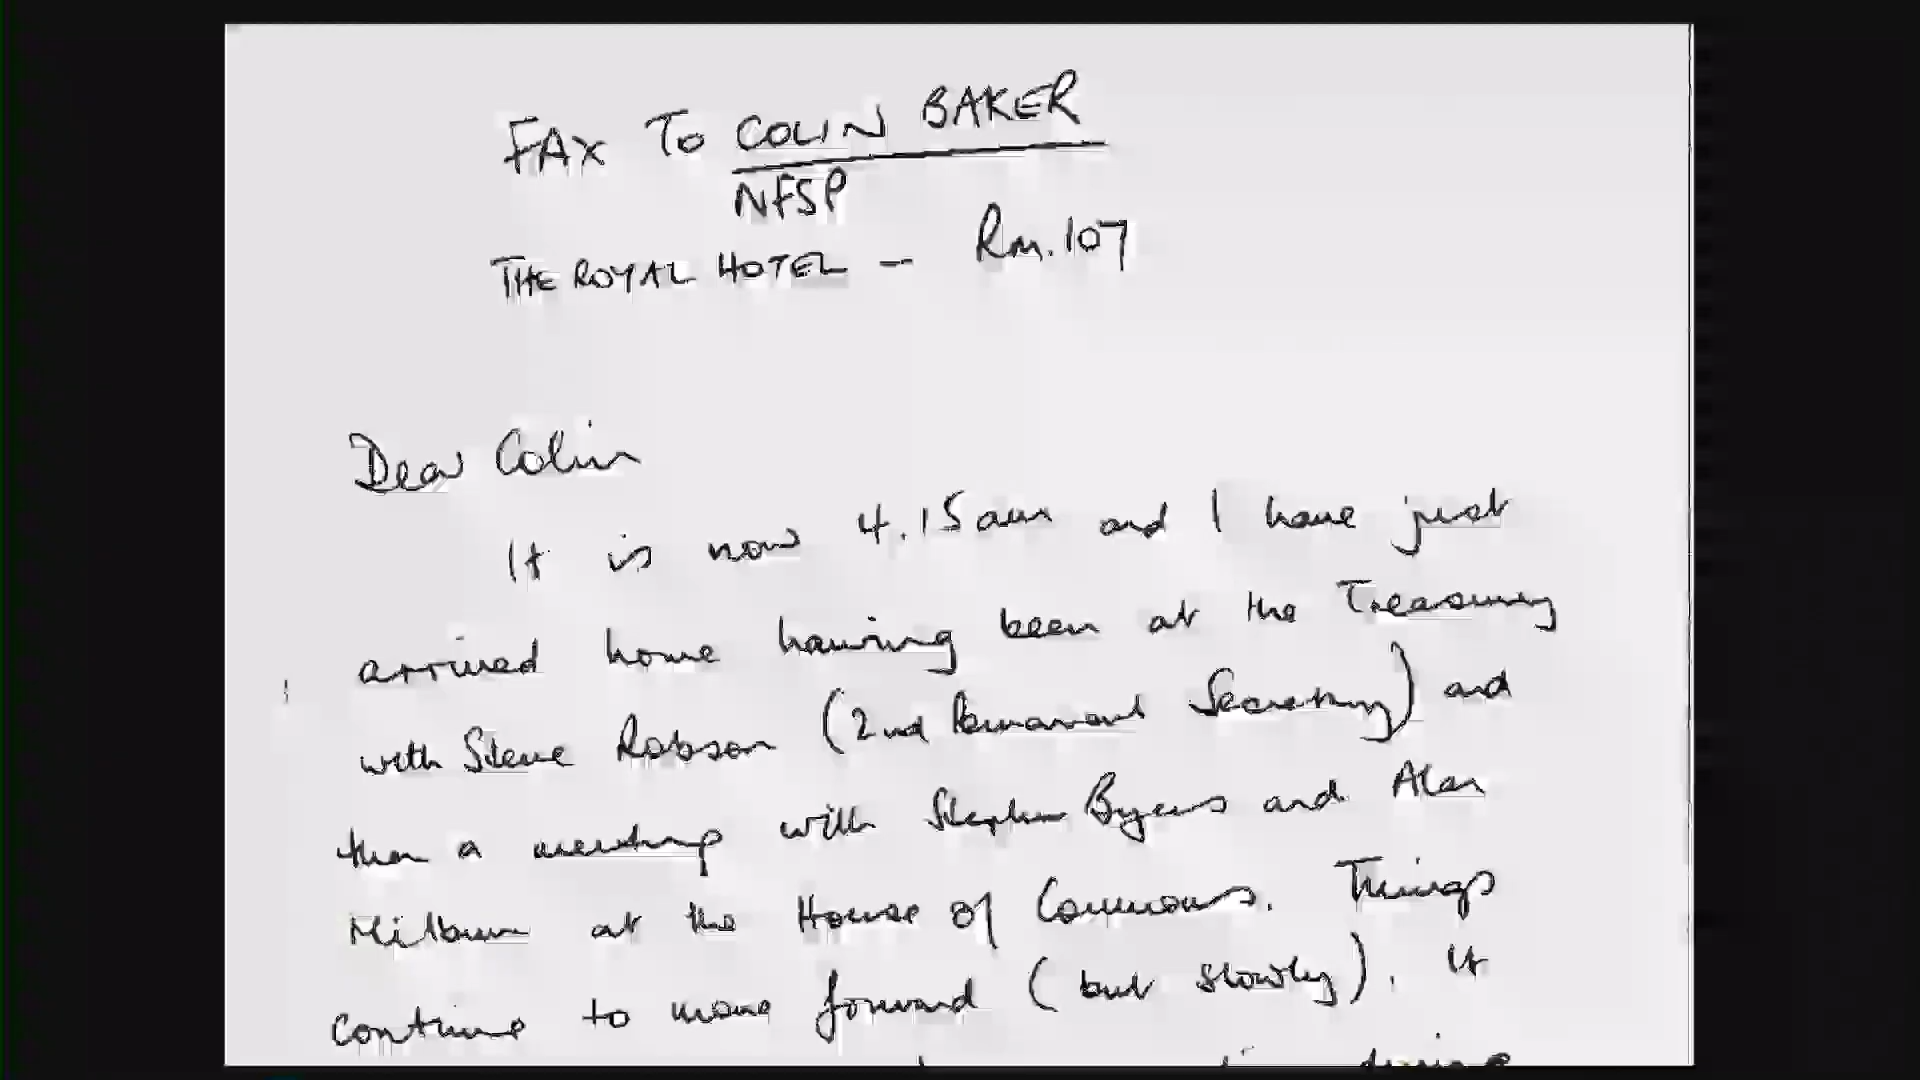 FAX TO COLIN BAKER
NFSP
THE ROYAL HOTEL - Rm. 107
Dear Colin
It is now 4.15am and I have just
arrived home having been at the Treasury
with Steve Robson (2nd Permanent Secretary) and
then a meeting with Stephen Byers and Alan
Milburn at the House of Commons. Things
continue to move forward (but slowly). It